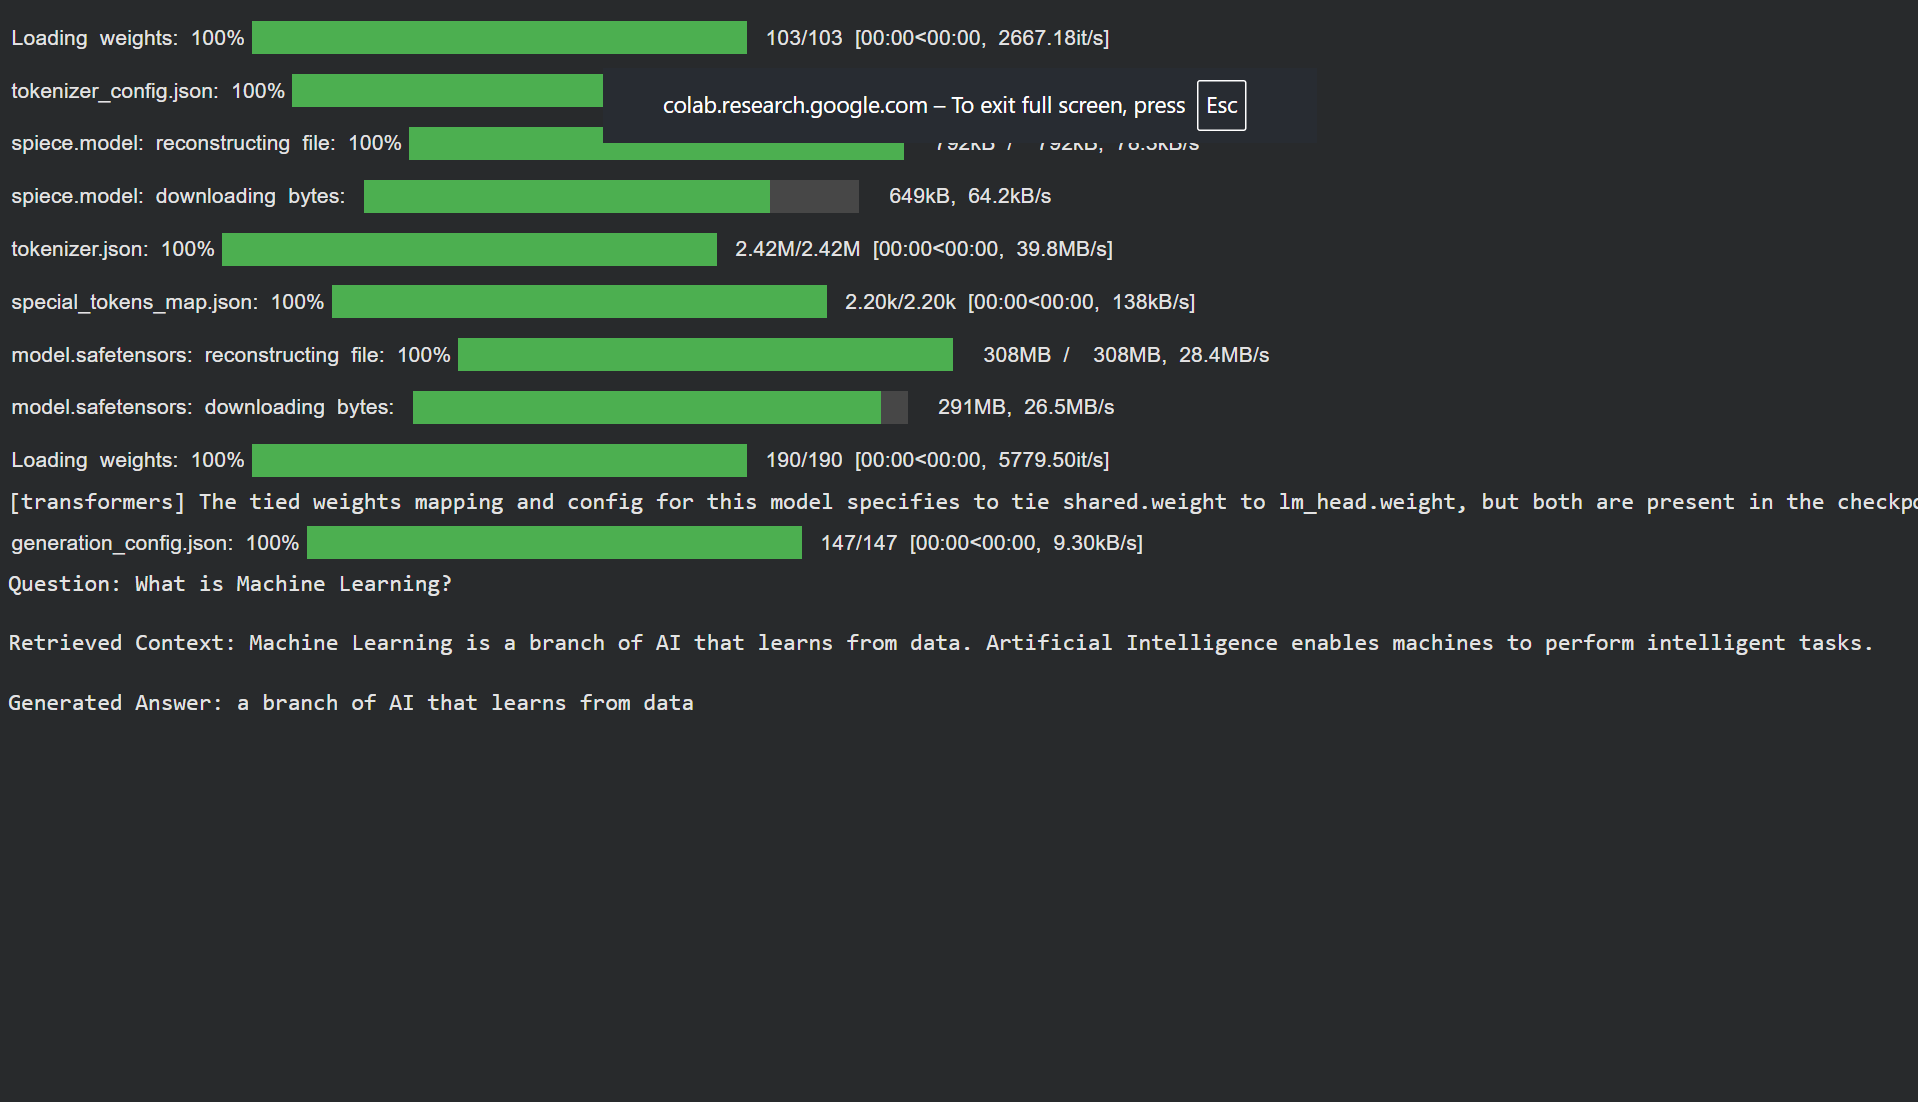 Loading weights: 100% 103/103 [00:00<00:00, 2667.18it/s]
tokenizer_config.json: 100%
colab.research.google.com – To exit full screen, press Esc
spiece.model: reconstructing file: 100% 792kB / 792kB, 78.5kB/s
spiece.model: downloading bytes: 649kB, 64.2kB/s
tokenizer.json: 100% 2.42M/2.42M [00:00<00:00, 39.8MB/s]
special_tokens_map.json: 100% 2.20k/2.20k [00:00<00:00, 138kB/s]
model.safetensors: reconstructing file: 100% 308MB / 308MB, 28.4MB/s
model.safetensors: downloading bytes: 291MB, 26.5MB/s
Loading weights: 100% 190/190 [00:00<00:00, 5779.50it/s]
[transformers] The tied weights mapping and config for this model specifies to tie shared.weight to lm_head.weight, but both are present in the
generation_config.json: 100% 147/147 [00:00<00:00, 9.30kB/s]
Question: What is Machine Learning?
Retrieved Context: Machine Learning is a branch of AI that learns from data. Artificial Intelligence enables machines to perform intelligent tasks.
Generated Answer: a branch of AI that learns from data